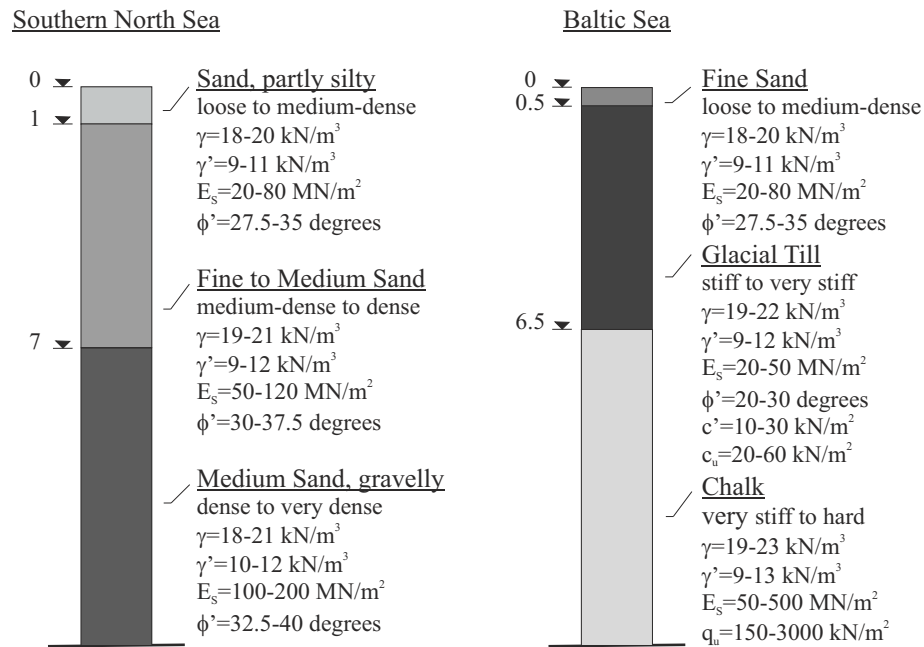 Southern North Sea
0
1
7
Sand, partly silty
loose to medium-dense
γ=18-20 kN/m³
γ’=9-11 kN/m³
Eₛ=20-80 MN/m²
ϕ’=27.5-35 degrees
Fine to Medium Sand
medium-dense to dense
γ=19-21 kN/m³
γ’=9-12 kN/m³
Eₛ=50-120 MN/m²
ϕ’=30-37.5 degrees
Medium Sand, gravelly
dense to very dense
γ=18-21 kN/m³
γ’=10-12 kN/m³
Eₛ=100-200 MN/m²
ϕ’=32.5-40 degrees
Baltic Sea
0
0.5
6.5
Fine Sand
loose to medium-dense
γ=18-20 kN/m³
γ’=9-11 kN/m³
Eₛ=20-80 MN/m²
ϕ’=27.5-35 degrees
Glacial Till
stiff to very stiff
γ=19-22 kN/m³
γ’=9-12 kN/m³
Eₛ=20-50 MN/m²
ϕ’=20-30 degrees
c’=10-30 kN/m²
cᵤ=20-60 kN/m²
Chalk
very stiff to hard
γ=19-23 kN/m³
γ’=9-13 kN/m³
Eₛ=50-500 MN/m²
qᵤ=150-3000 kN/m²